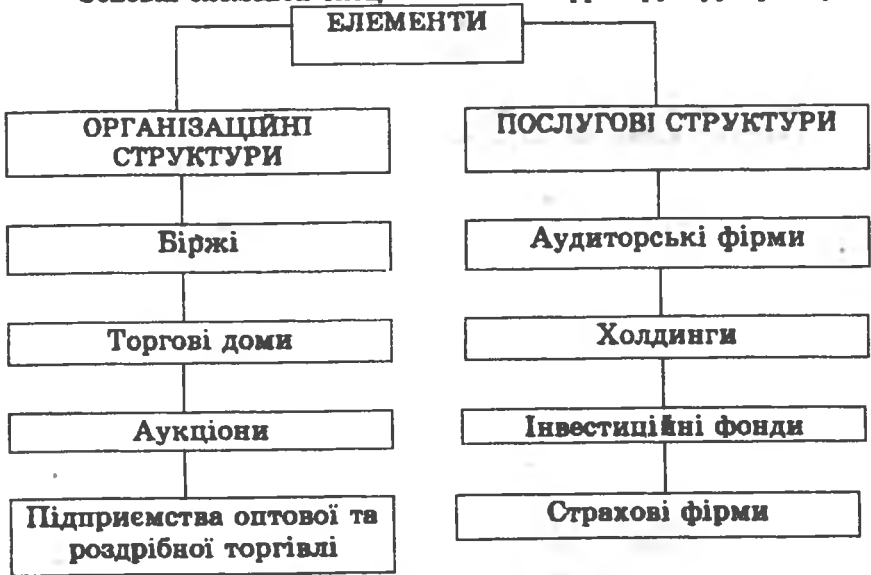 ЕЛЕМЕНТИ
ОРГАНІЗАЦІЙНІ
СТРУКТУРИ
Біржі
Торгові доми
Аукціони
Підприємства оптової та
роздрібної торгівлі
ПОСЛУГОВІ СТРУКТУРИ
Аудиторські фірми
Холдинги
Інвестиційні фонди
Страхові фірми